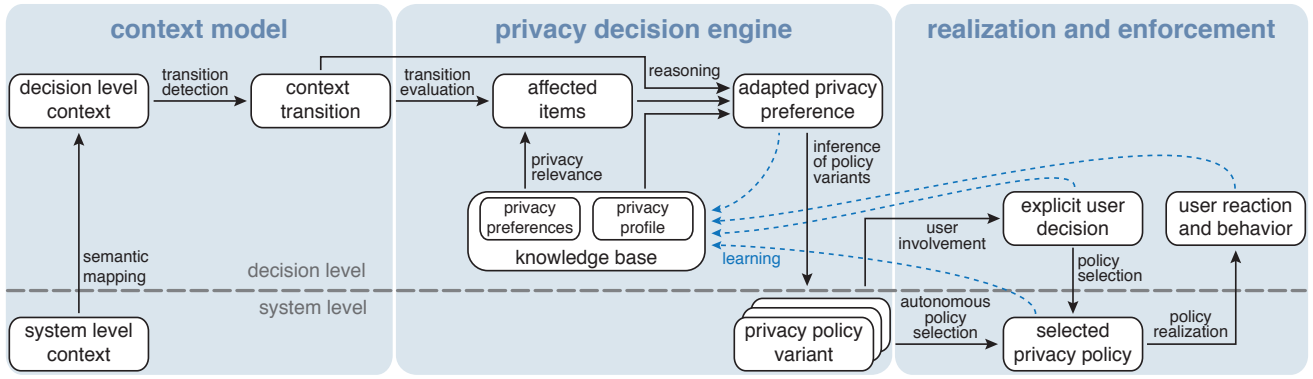 context model
privacy decision engine
realization and enforcement
decision level
context
transition
detection
context
transition
transition
evaluation
affected
items
reasoning
adapted privacy
preference
privacy
relevance
inference
of policy
variants
privacy
preferences
privacy
profile
knowledge base
learning
user
involvement
explicit user
decision
user reaction
and behavior
semantic
mapping
decision level
system level
policy
selection
system level
context
privacy policy
variant
autonomous
policy
selection
selected
privacy policy
policy
realization